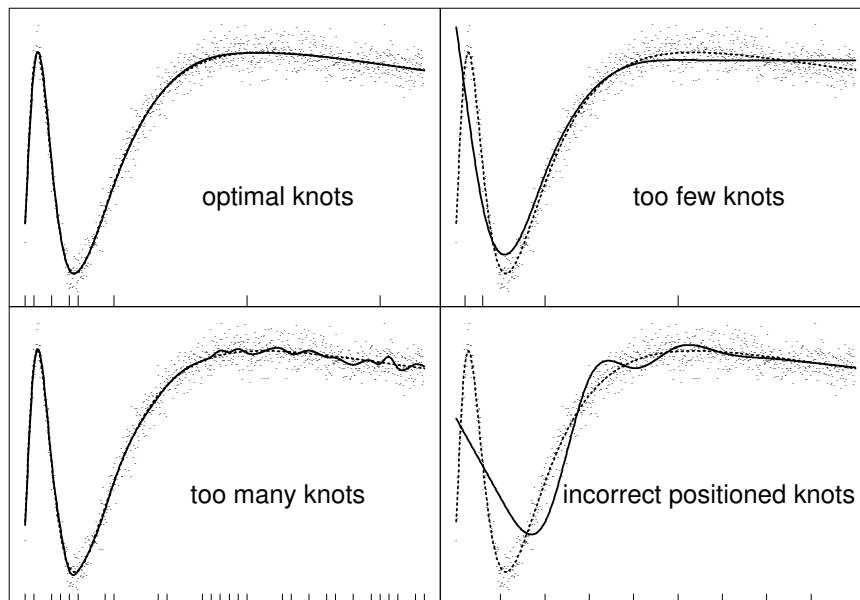 optimal knots
too few knots
too many knots
incorrect positioned knots